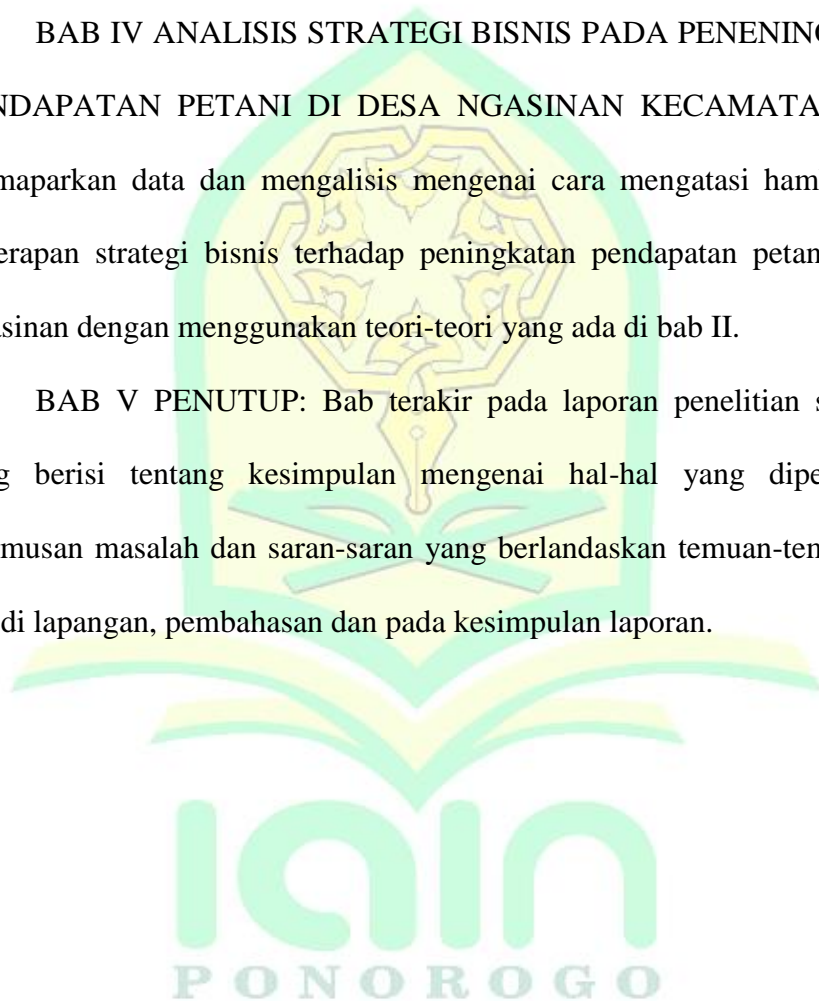 BAB IV ANALISIS STRATEGI BISNIS PADA PENENING
NDAPATAN PETANI DI DESA NGASINAN KECAMATA
maparkan data dan mengalisis mengenai cara mengatasi ham
erapan strategi bisnis terhadap peningkatan pendapatan petan
asinan dengan menggunakan teori-teori yang ada di bab II.
BAB V PENUTUP: Bab terakir pada laporan penelitian s
g berisi tentang kesimpulan mengenai hal-hal yang dipe
musan masalah dan saran-saran yang berlandaskan temuan-tem
di lapangan, pembahasan dan pada kesimpulan laporan.
iain
PONOROGO